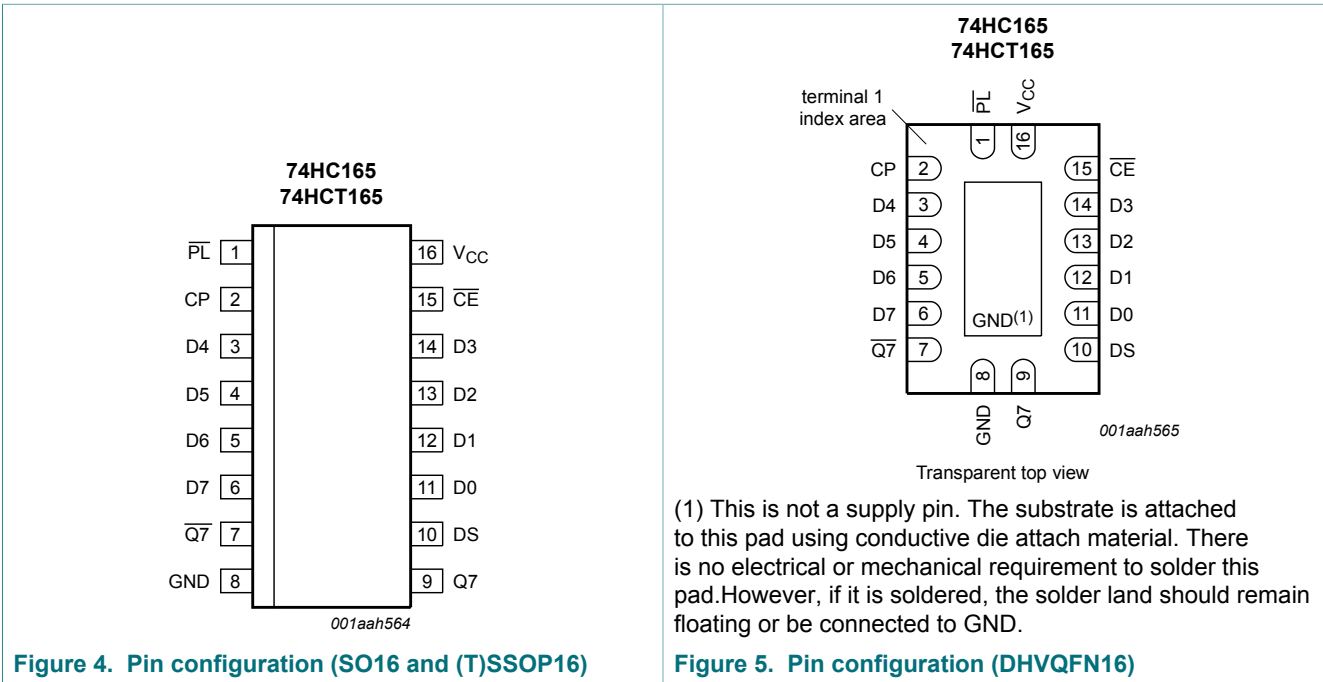 74HC165
74HCT165
P̅L̅ 1
16 VCC
CP 2
15 C̅E̅
D4 3
14 D3
D5 4
13 D2
D6 5
12 D1
D7 6
11 D0
Q̅7̅ 7
10 DS
GND 8
9 Q7
001aah564
Figure 4. Pin configuration (SO16 and (T)SSOP16)
74HC165
74HCT165
terminal 1
index area
P̅L̅ VCC
1 16
CP 2
15 C̅E̅
D4 3
14 D3
D5 4
13 D2
D6 5
12 D1
D7 6
11 D0
GND(1)
Q̅7̅ 7
10 DS
8 9
GND Q7
001aah565
Transparent top view
(1) This is not a supply pin. The substrate is attached
to this pad using conductive die attach material. There
is no electrical or mechanical requirement to solder this
pad.However, if it is soldered, the solder land should remain
floating or be connected to GND.
Figure 5. Pin configuration (DHVQFN16)